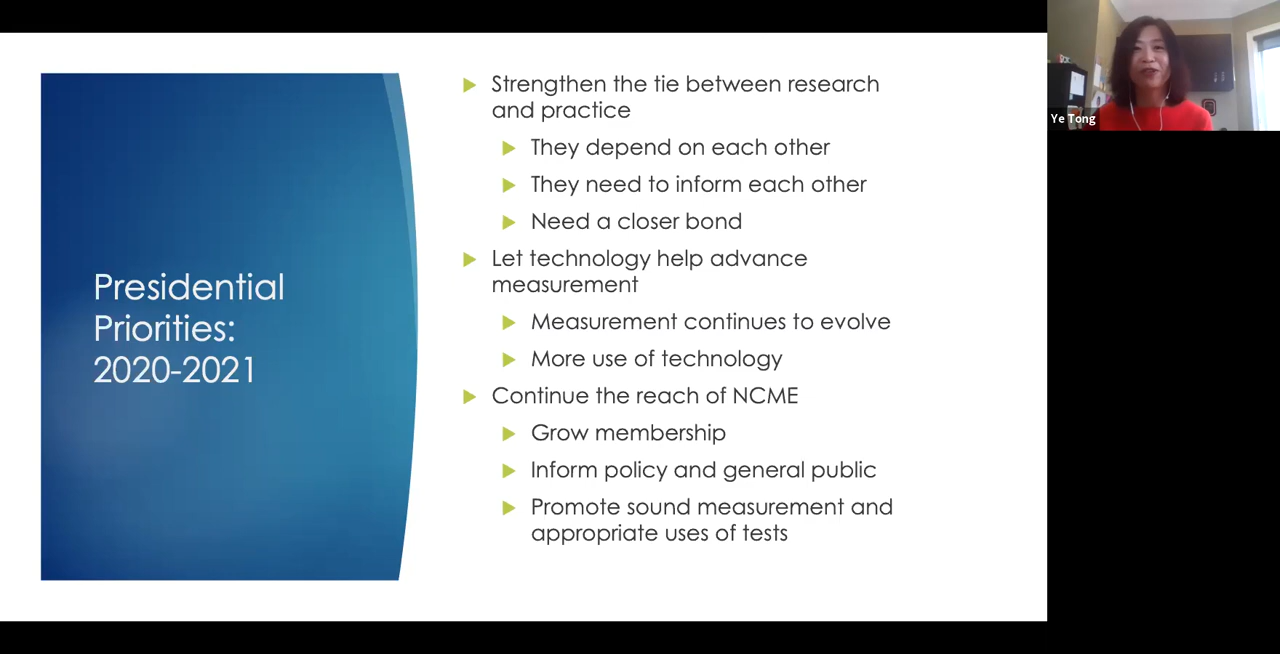 Presidential
Priorities:
2020-2021
Strengthen the tie between research
and practice
They depend on each other
They need to inform each other
Need a closer bond
Let technology help advance
measurement
Measurement continues to evolve
More use of technology
Continue the reach of NCME
Grow membership
Inform policy and general public
Promote sound measurement and
appropriate uses of tests
Ye Tong